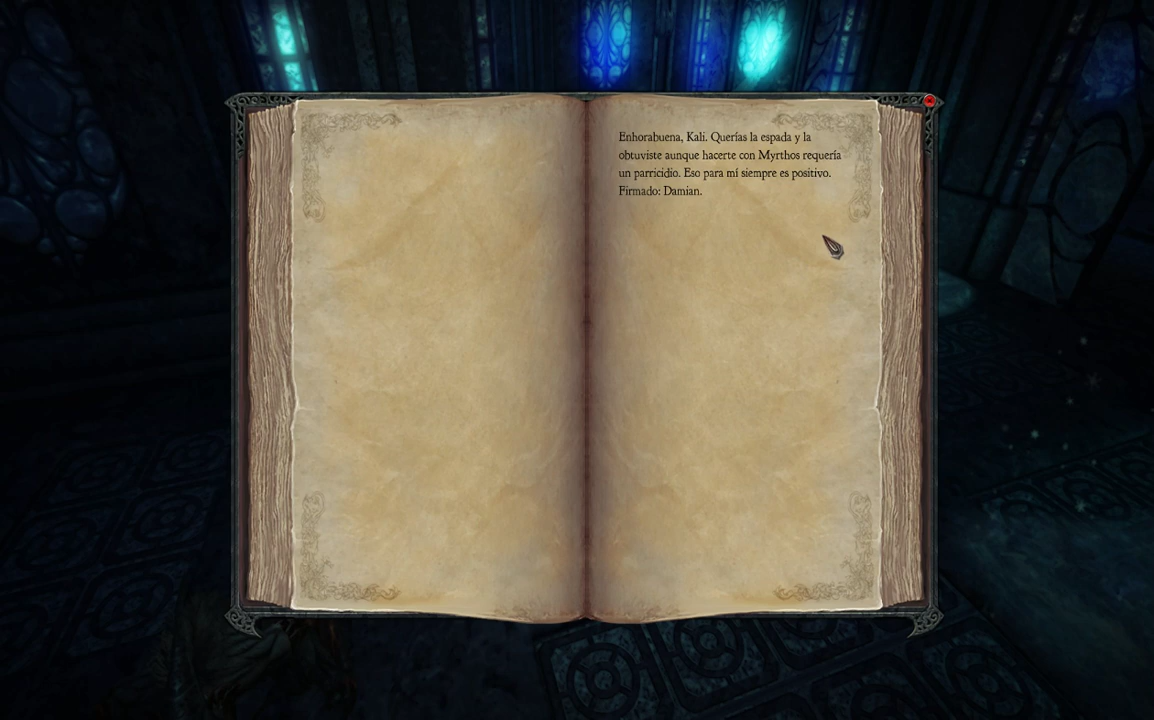 Enhorabuena, Kali. Querías la espada y la
obtuviste aunque hacerte con Myrthos requería
un parricidio. Eso para mí siempre es positivo.
Firmado: Damian.